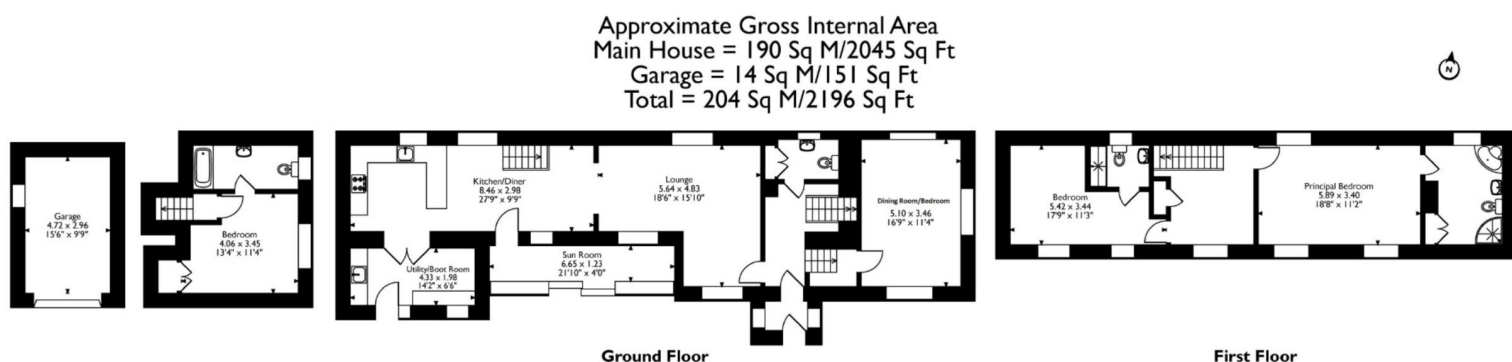 Approximate Gross Internal Area
Main House = 190 Sq M/2045 Sq Ft
Garage = 14 Sq M/151 Sq Ft
Total = 204 Sq M/2196 Sq Ft
N
Garage
4.72 x 2.96
15'6" x 9'9"
Bedroom
4.06 x 3.45
13'4" x 11'4"
Kitchen/Diner
8.46 x 2.98
27'9" x 9'9"
Utility/Boot Room
4.33 x 1.98
14'2" x 6'6"
Sun Room
6.65 x 1.23
21'10" x 4'0"
Lounge
5.64 x 4.83
18'6" x 15'10"
Dining Room/Bedroom
5.10 x 3.46
16'9" x 11'4"
Bedroom
5.42 x 3.44
17'9" x 11'3"
Principal Bedroom
5.89 x 3.40
18'8" x 11'2"
Ground Floor
First Floor